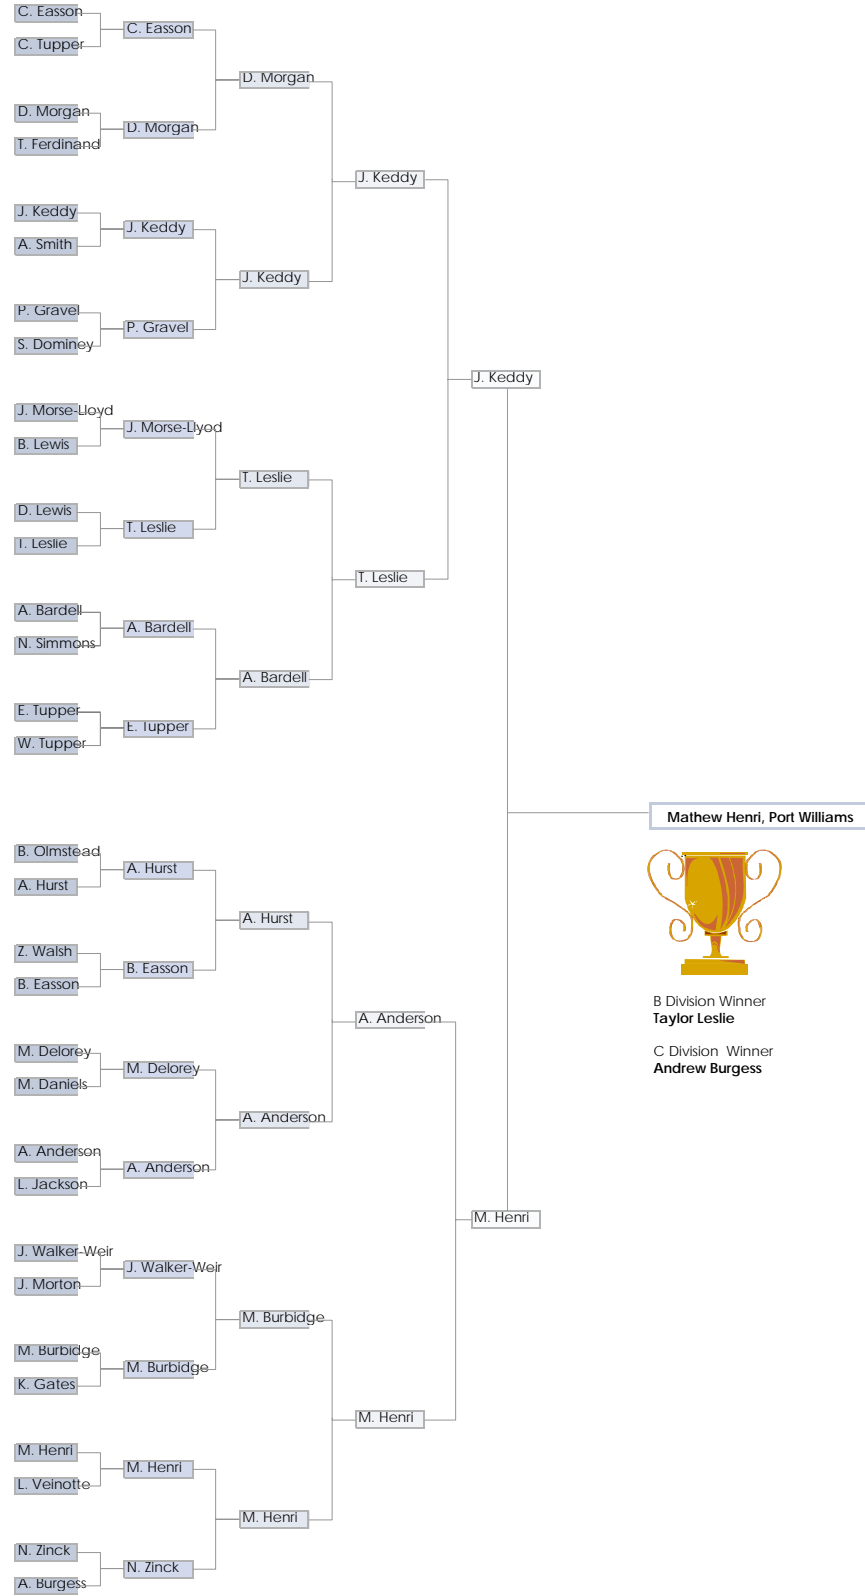 C. Easson
C. Tupper
C. Easson
D. Morgan
D. Morgan
T. Ferdinand
D. Morgan
J. Keddy
J. Keddy
A. Smith
J. Keddy
J. Keddy
P. Gravel
S. Dominey
P. Gravel
J. Keddy
J. Morse-Lloyd
B. Lewis
J. Morse-Llyod
T. Leslie
D. Lewis
T. Leslie
T. Leslie
T. Leslie
A. Bardell
N. Simmons
A. Bardell
A. Bardell
E. Tupper
W. Tupper
E. Tupper
Mathew Henri, Port Williams
B. Olmstead
A. Hurst
A. Hurst
A. Hurst
Z. Walsh
B. Easson
B. Easson
B Division Winner
Taylor Leslie
A. Anderson
C Division  Winner
Andrew Burgess
M. Delorey
M. Daniels
M. Delorey
A. Anderson
A. Anderson
L. Jackson
A. Anderson
M. Henri
J. Walker-Weir
J. Morton
J. Walker-Weir
M. Burbidge
M. Burbidge
K. Gates
M. Burbidge
M. Henri
M. Henri
L. Veinotte
M. Henri
M. Henri
N. Zinck
A. Burgess
N. Zinck